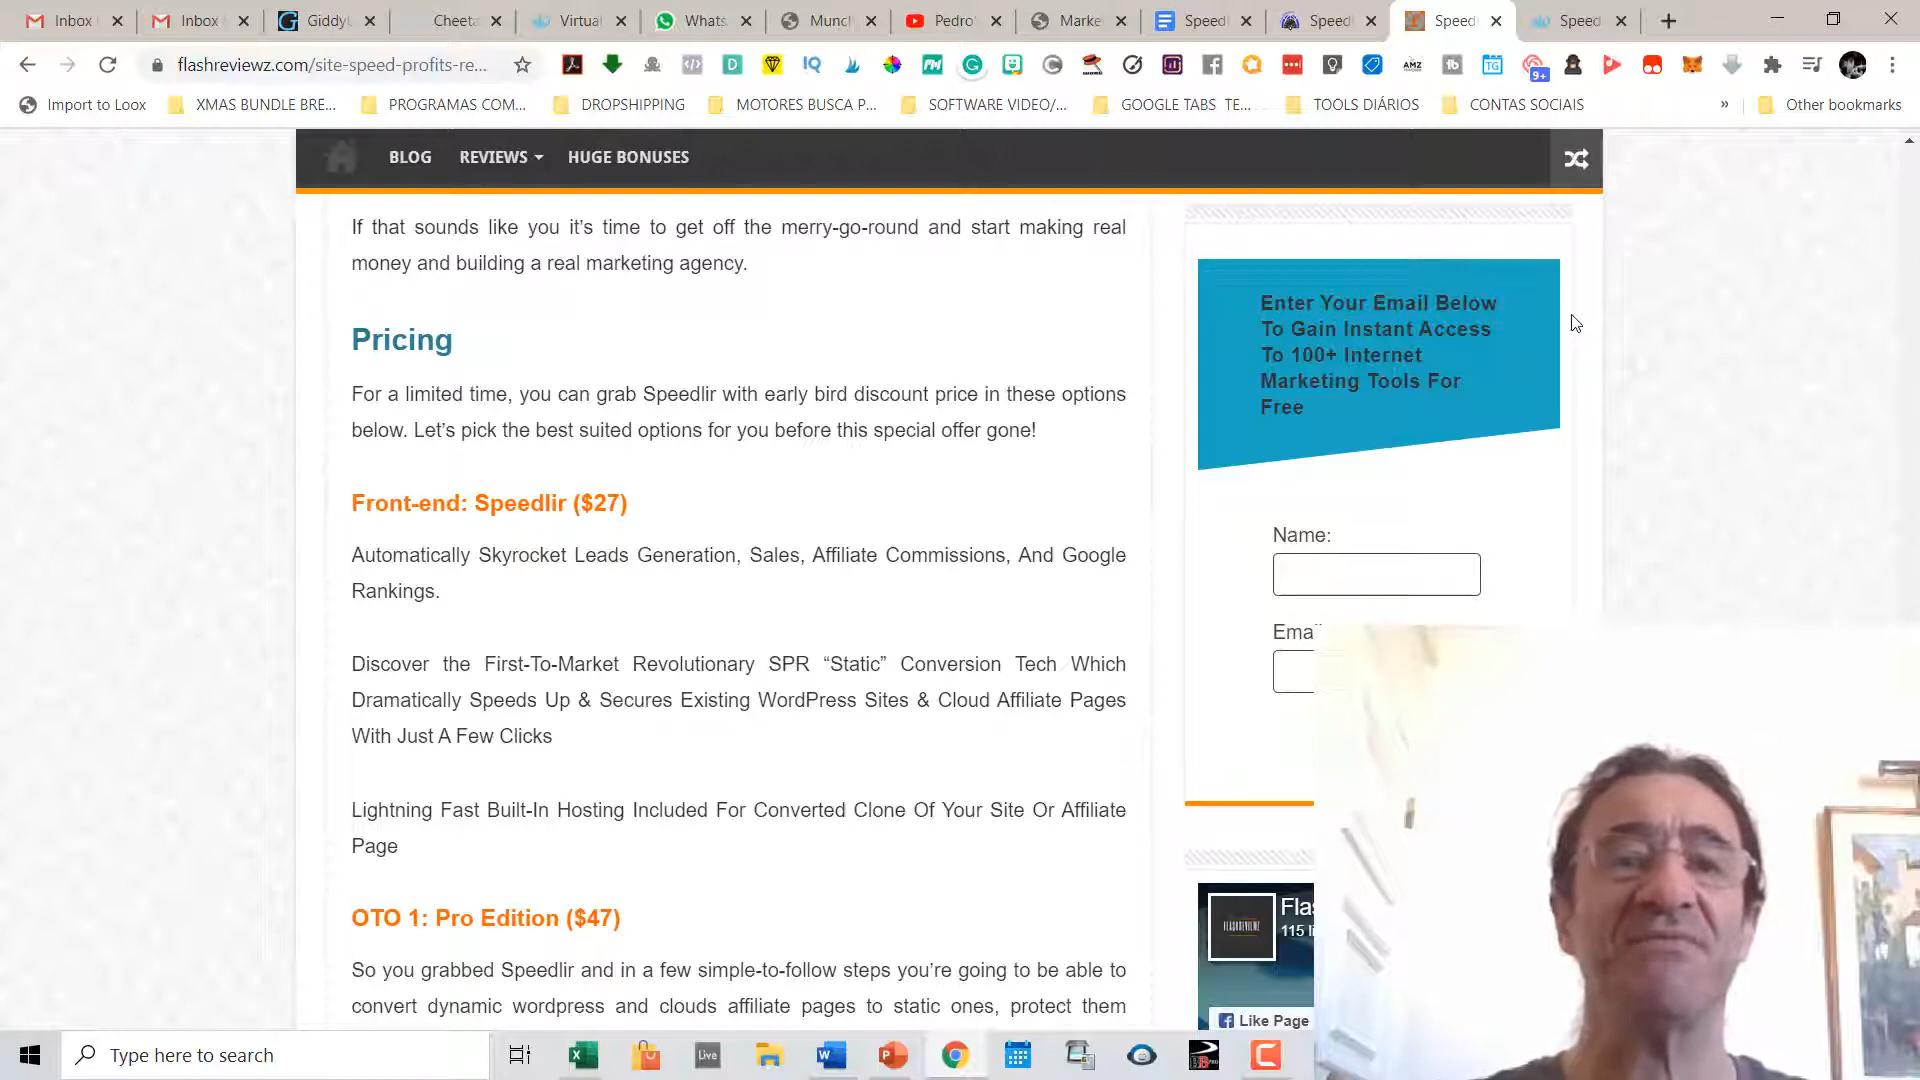 Inbox
Inbox
Giddy
Cheeta
Virtua
Whats
Munc
Pedro
Marke
Speed
Speed
Speed
Speed
flashreviewz.com/site-speed-profits-re...
Import to Loox
XMAS BUNDLE BRE...
PROGRAMAS COM...
DROPSHIPPING
MOTORES BUSCA P...
SOFTWARE VIDEO/...
GOOGLE TABS TE...
TOOLS DIÁRIOS
CONTAS SOCIAIS
»
Other bookmarks
BLOG
REVIEWS
HUGE BONUSES
If that sounds like you it’s time to get off the merry-go-round and start making real
money and building a real marketing agency.
Pricing
For a limited time, you can grab Speedlir with early bird discount price in these options
below. Let’s pick the best suited options for you before this special offer gone!
Front-end: Speedlir ($27)
Automatically Skyrocket Leads Generation, Sales, Affiliate Commissions, And Google
Rankings.
Discover the First-To-Market Revolutionary SPR “Static” Conversion Tech Which
Dramatically Speeds Up & Secures Existing WordPress Sites & Cloud Affiliate Pages
With Just A Few Clicks
Lightning Fast Built-In Hosting Included For Converted Clone Of Your Site Or Affiliate
Page
OTO 1: Pro Edition ($47)
So you grabbed Speedlir and in a few simple-to-follow steps you’re going to be able to
convert dynamic wordpress and clouds affiliate pages to static ones, protect them
Enter Your Email Below
To Gain Instant Access
To 100+ Internet
Marketing Tools For
Free
Name:
Emai
FLASHREVIEWZ
Flas
115 li
Like Page
Type here to search
Live